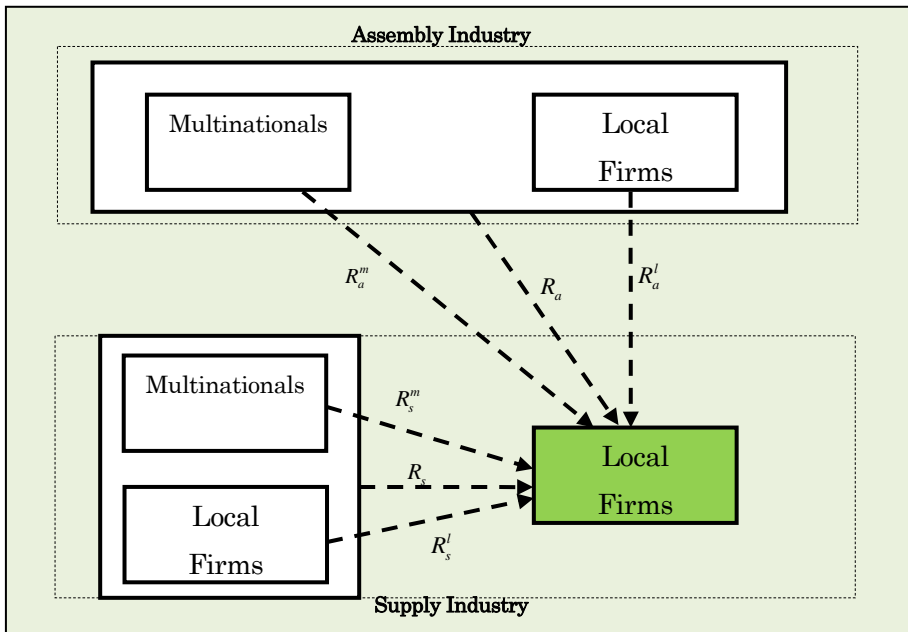 Assembly Industry
Multinationals
Local
Firms
R_a^m
R_a
R_a^l
Multinationals
R_s^m
Local
Firms
R_s
Local
Firms
R_s^l
Supply Industry